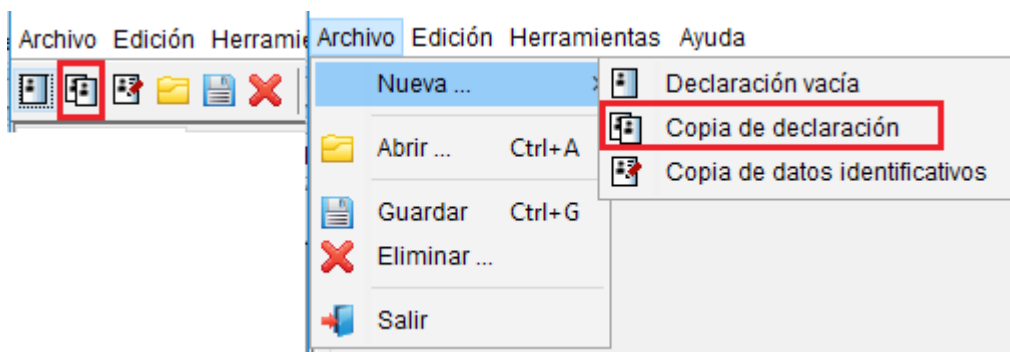 Archivo Edición Herramie
Archivo Edición Herramientas Ayuda
Nueva ...
Declaración vacía
Copia de declaración
Abrir ... Ctrl+A
Copia de datos identificativos
Guardar Ctrl+G
Eliminar ...
Salir